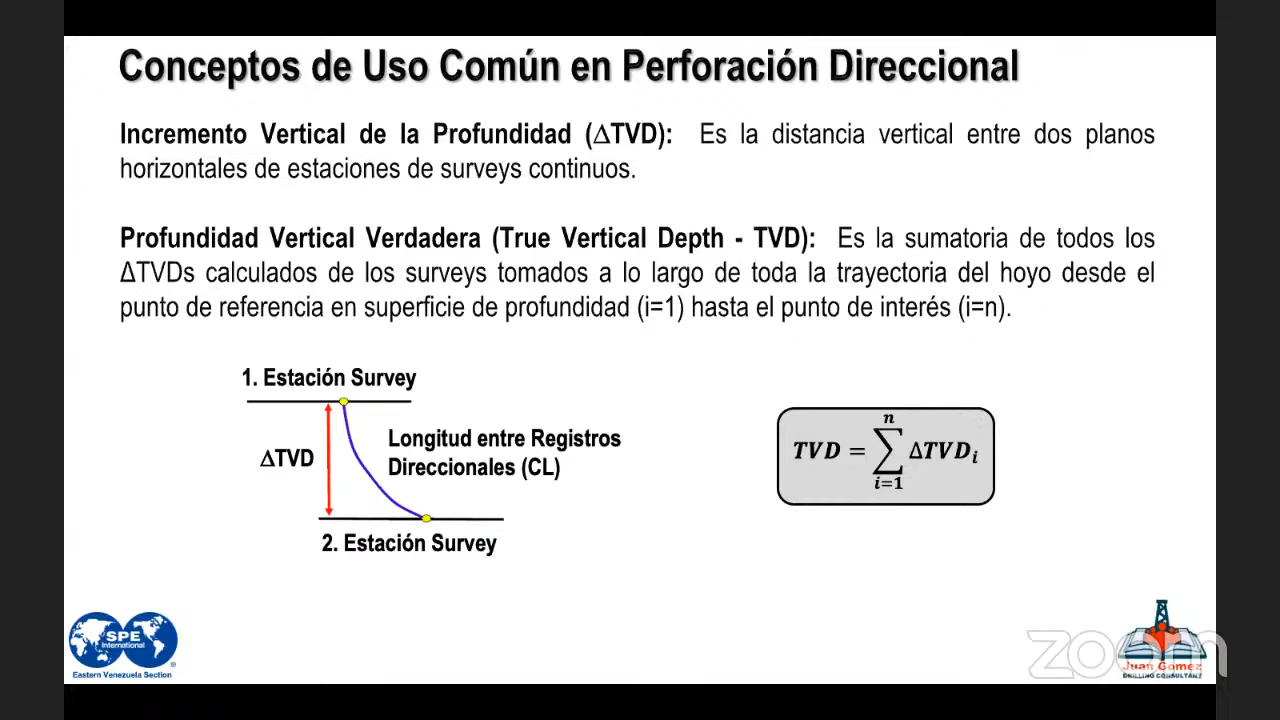 Conceptos de Uso Común en Perforación Direccional
Incremento Vertical de la Profundidad (ΔTVD): Es la distancia vertical entre dos planos
horizontales de estaciones de surveys continuos.
Profundidad Vertical Verdadera (True Vertical Depth - TVD): Es la sumatoria de todos los
ΔTVDs calculados de los surveys tomados a lo largo de toda la trayectoria del hoyo desde el
punto de referencia en superficie de profundidad (i=1) hasta el punto de interés (i=n).
1. Estación Survey
ΔTVD
Longitud entre Registros
Direccionales (CL)
2. Estación Survey
n
TVD = ∑ ΔTVDᵢ
i=1
SPE
International
®
Eastern Venezuela Section
zoom
Juan Gomez
DRILLING CONSULTANT